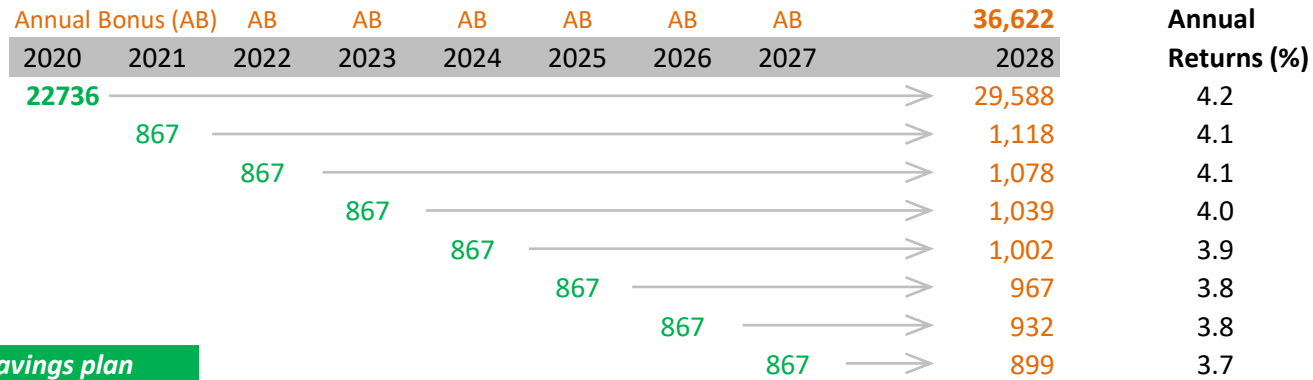 Annual Bonus (AB) AB AB AB AB AB AB 36,622 Annual
2020 2021 2022 2023 2024 2025 2026 2027 2028 Returns (%)
22736 29,588 4.2
867 1,118 4.1
867 1,078 4.1
867 1,039 4.0
867 1,002 3.9
867 967 3.8
867 932 3.8
avings plan 867 899 3.7